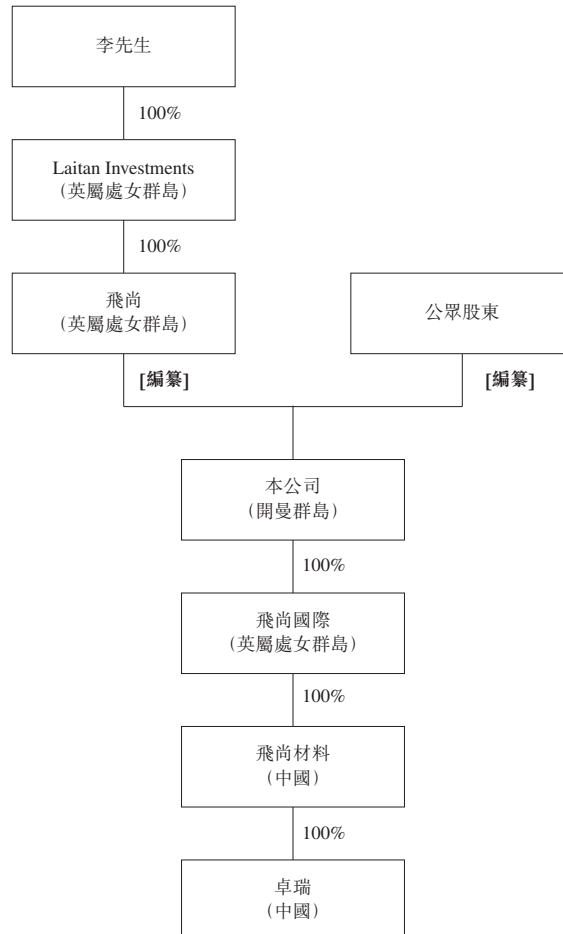 李先生
100%
Laitan Investments
（英屬處女群島）
100%
飛尚
（英屬處女群島）
公眾股東
[編纂]
[編纂]
本公司
（開曼群島）
100%
飛尚國際
（英屬處女群島）
100%
飛尚材料
（中國）
100%
卓瑞
（中國）